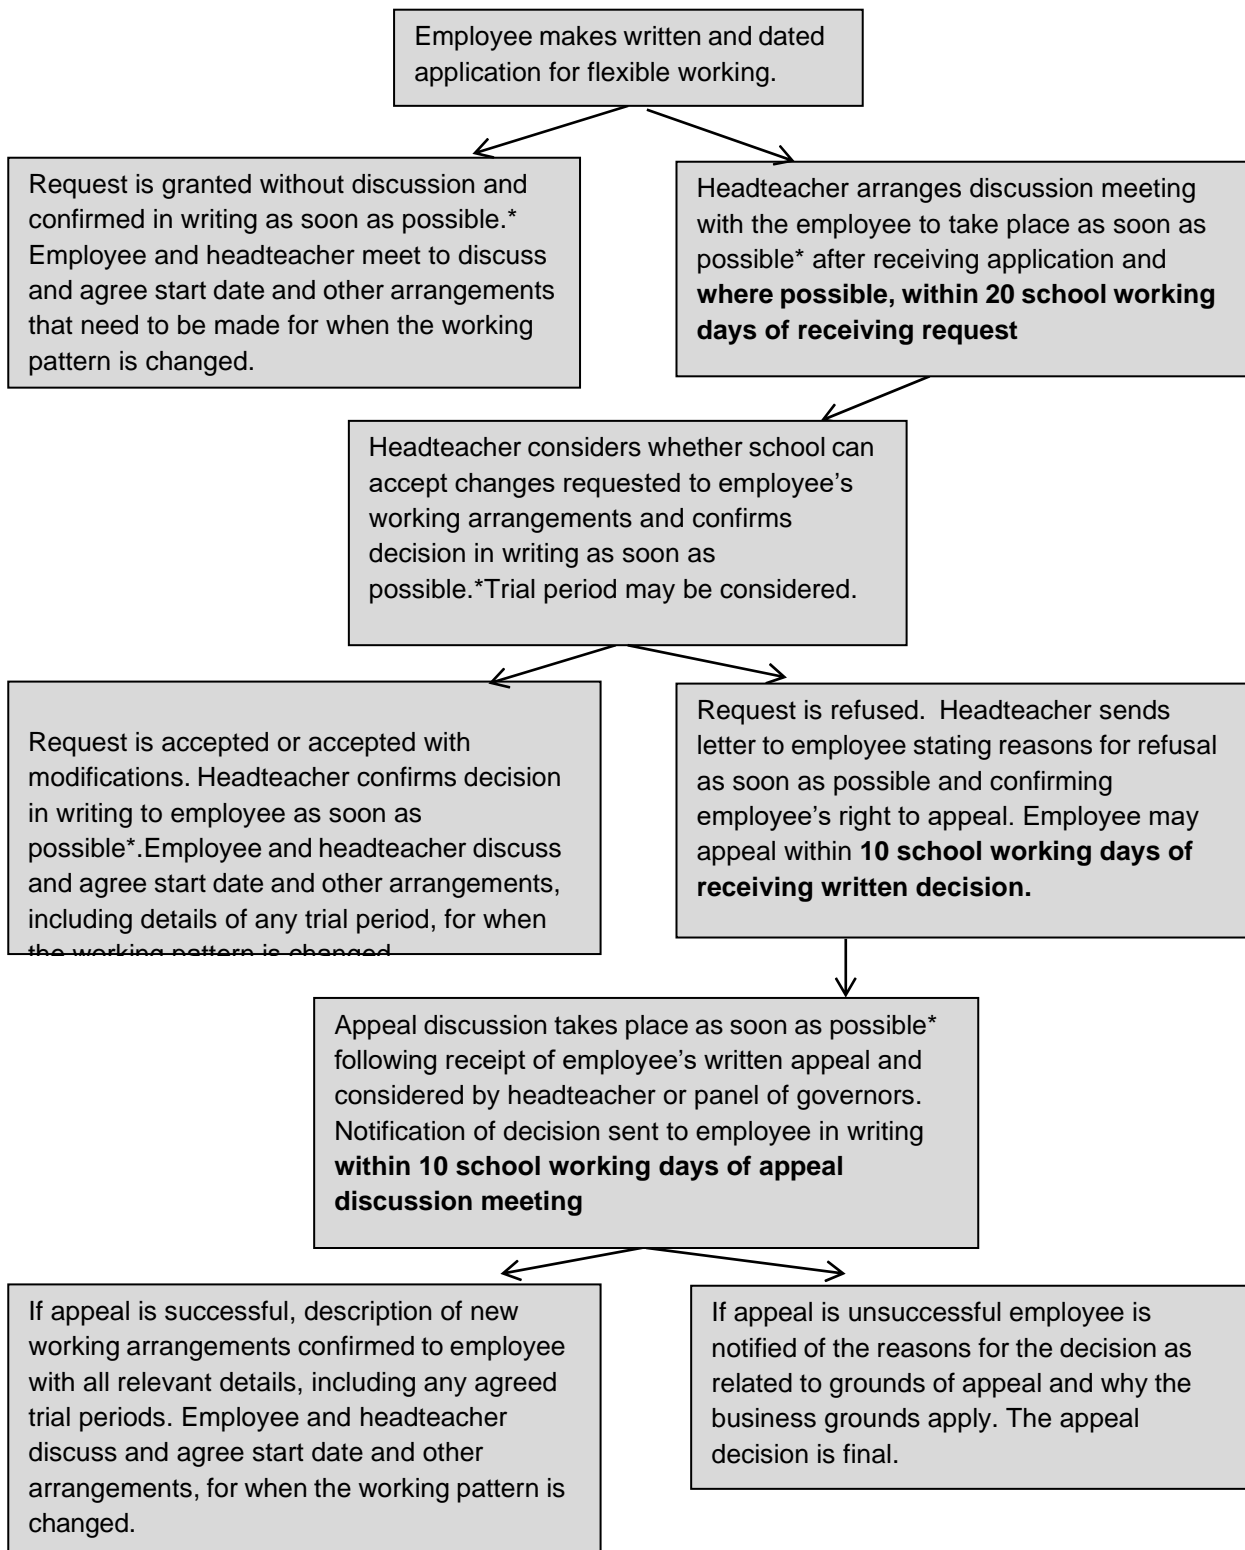 Employee makes written and dated
application for flexible working.
Request is granted without discussion and
confirmed in writing as soon as possible.*
Employee and headteacher meet to discuss
and agree start date and other arrangements
that need to be made for when the working
pattern is changed.
Headteacher arranges discussion meeting
with the employee to take place as soon as
possible* after receiving application and
where possible, within 20 school working
days of receiving request
Headteacher considers whether school can
accept changes requested to employee’s
working arrangements and confirms
decision in writing as soon as
possible.*Trial period may be considered.
Request is accepted or accepted with
modifications. Headteacher confirms decision
in writing to employee as soon as
possible*.Employee and headteacher discuss
and agree start date and other arrangements,
including details of any trial period, for when
the working pattern is changed
Request is refused.  Headteacher sends
letter to employee stating reasons for refusal
as soon as possible and confirming
employee’s right to appeal. Employee may
appeal within 10 school working days of
receiving written decision.
Appeal discussion takes place as soon as possible*
following receipt of employee’s written appeal and
considered by headteacher or panel of governors.
Notification of decision sent to employee in writing
within 10 school working days of appeal
discussion meeting
If appeal is successful, description of new
working arrangements confirmed to employee
with all relevant details, including any agreed
trial periods. Employee and headteacher
discuss and agree start date and other
arrangements, for when the working pattern is
changed.
If appeal is unsuccessful employee is
notified of the reasons for the decision as
related to grounds of appeal and why the
business grounds apply. The appeal
decision is final.